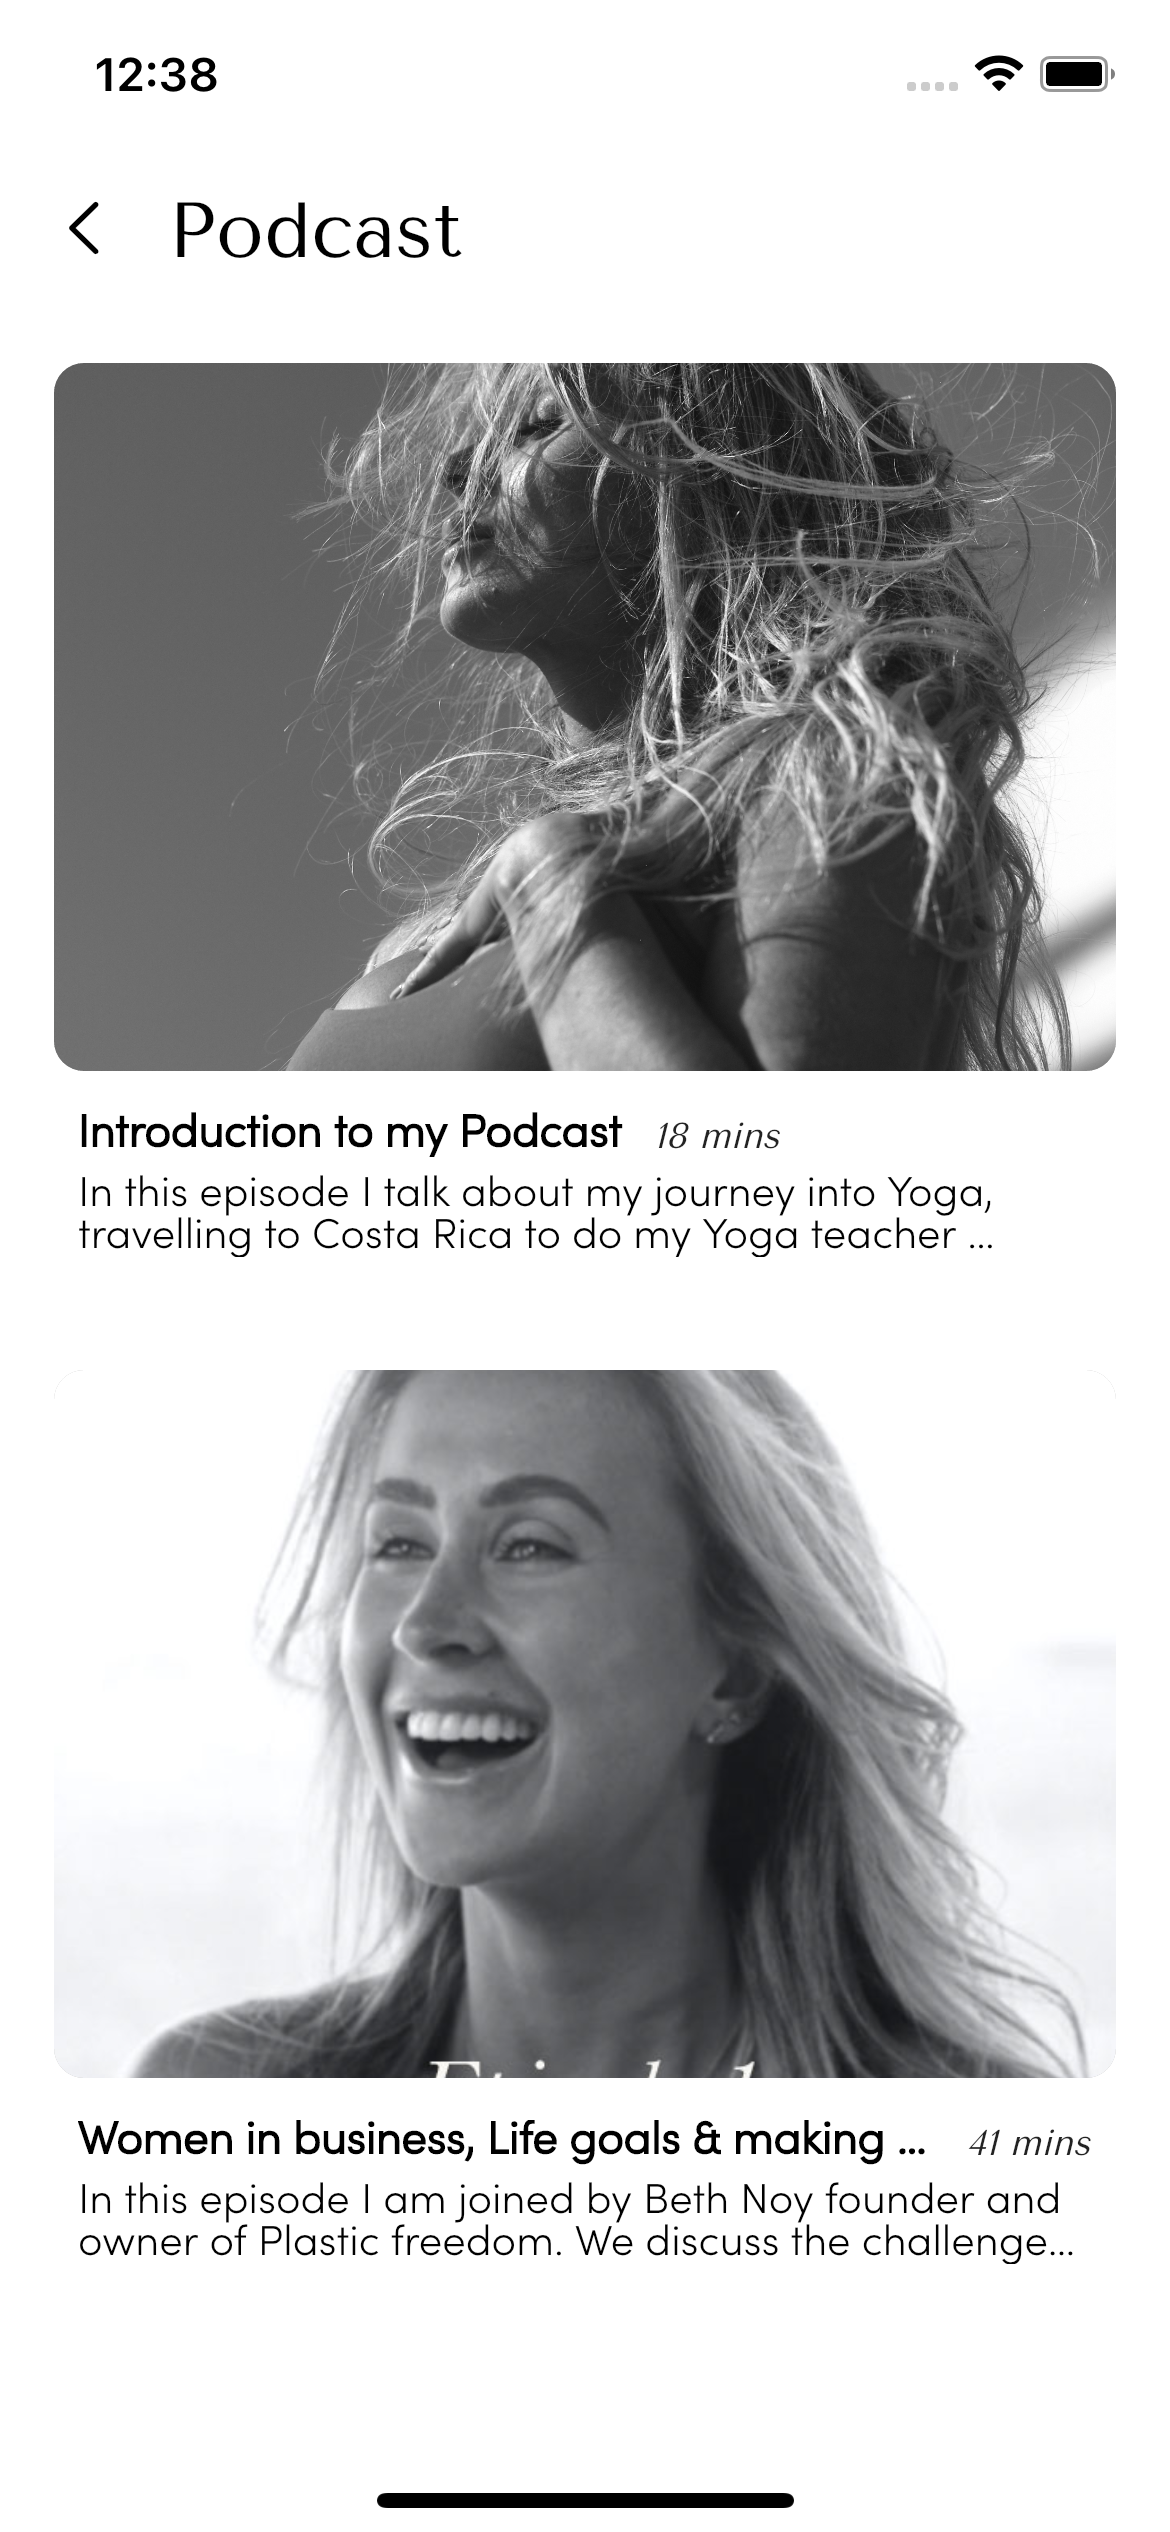 12:38
Podcast
Introduction to my Podcast 18 mins
In this episode I talk about my journey into Yoga,
travelling to Costa Rica to do my Yoga teacher ...
Women in business, Life goals & making ... 41 mins
In this episode I am joined by Beth Noy founder and
owner of Plastic freedom. We discuss the challenge...